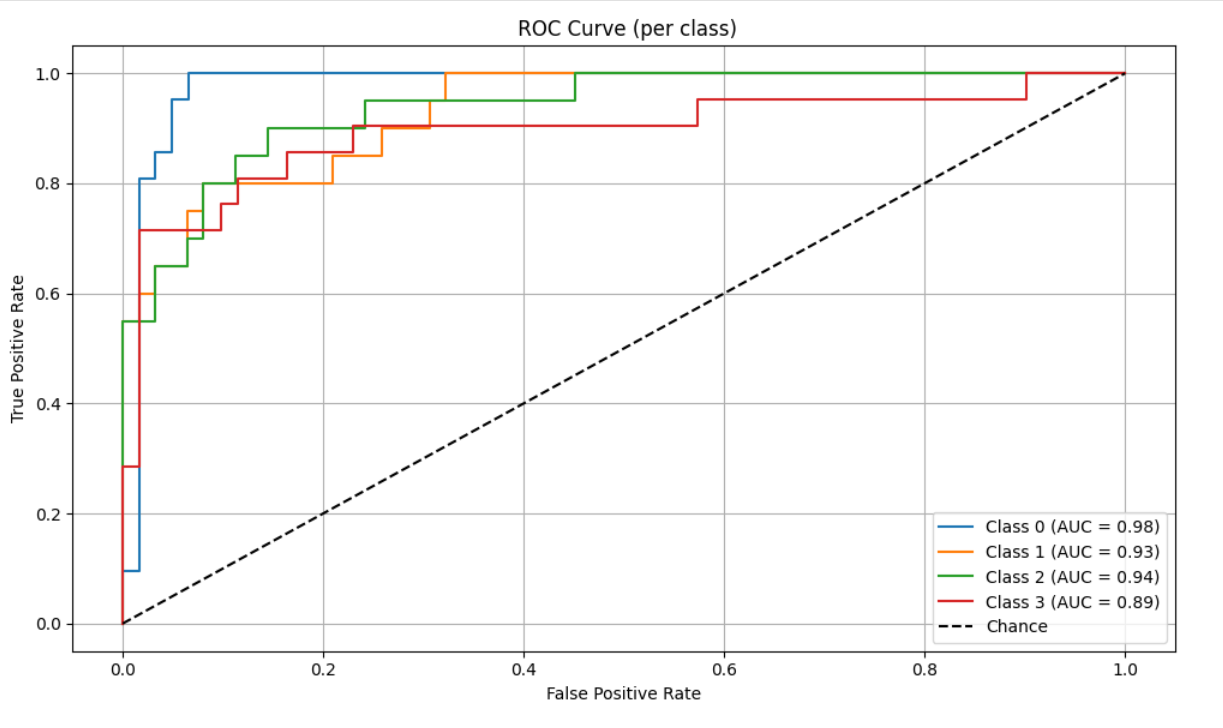 ROC Curve (per class)
True Positive Rate
1.0
0.8
0.6
0.4
0.2
0.0
0.0 0.2 0.4 0.6 0.8 1.0
False Positive Rate
Class 0 (AUC = 0.98)
Class 1 (AUC = 0.93)
Class 2 (AUC = 0.94)
Class 3 (AUC = 0.89)
Chance